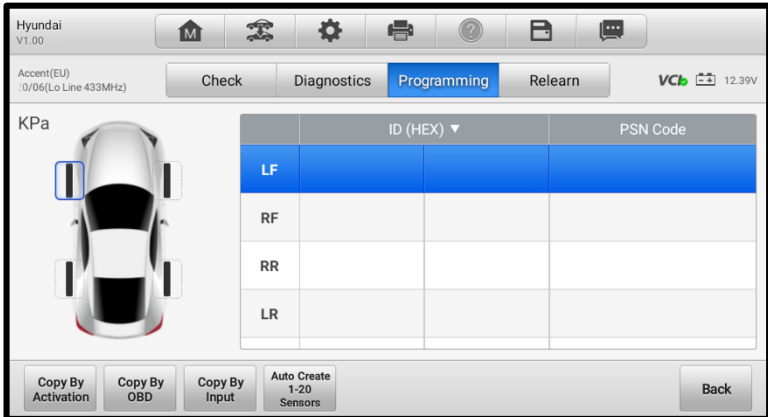 Hyundai
V1.00
M
?
Accent(EU)
0/06(Lo Line 433MHz)
Check
Diagnostics
Programming
Relearn
VCI
12.39V
KPa
ID (HEX) ▼
PSN Code
LF
RF
RR
LR
Copy By
Activation
Copy By
OBD
Copy By
Input
Auto Create
1-20
Sensors
Back